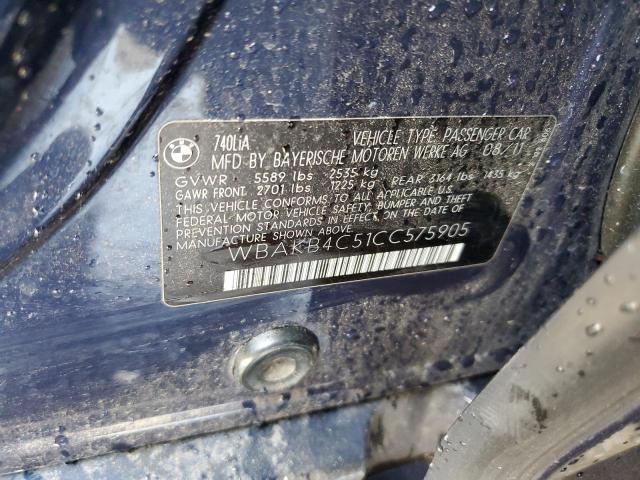 740LiA VEHICLE TYPE PASSENGER CAR
MFD BY BAYERISCHE MOTOREN WERKE AG 08/11
GVWR 5589 lbs 2535 kg
GAWR FRONT 2701 lbs 1225 kg REAR 3164 lbs 1435 kg
THIS VEHICLE CONFORMS TO ALL APPLICABLE
FEDERAL MOTOR VEHICLE SAFETY, BUMPER AND THEFT
PREVENTION STANDARDS IN EFFECT ON THE DATE OF
MANUFACTURE SHOWN ABOVE
WBAKB4C51CC575905